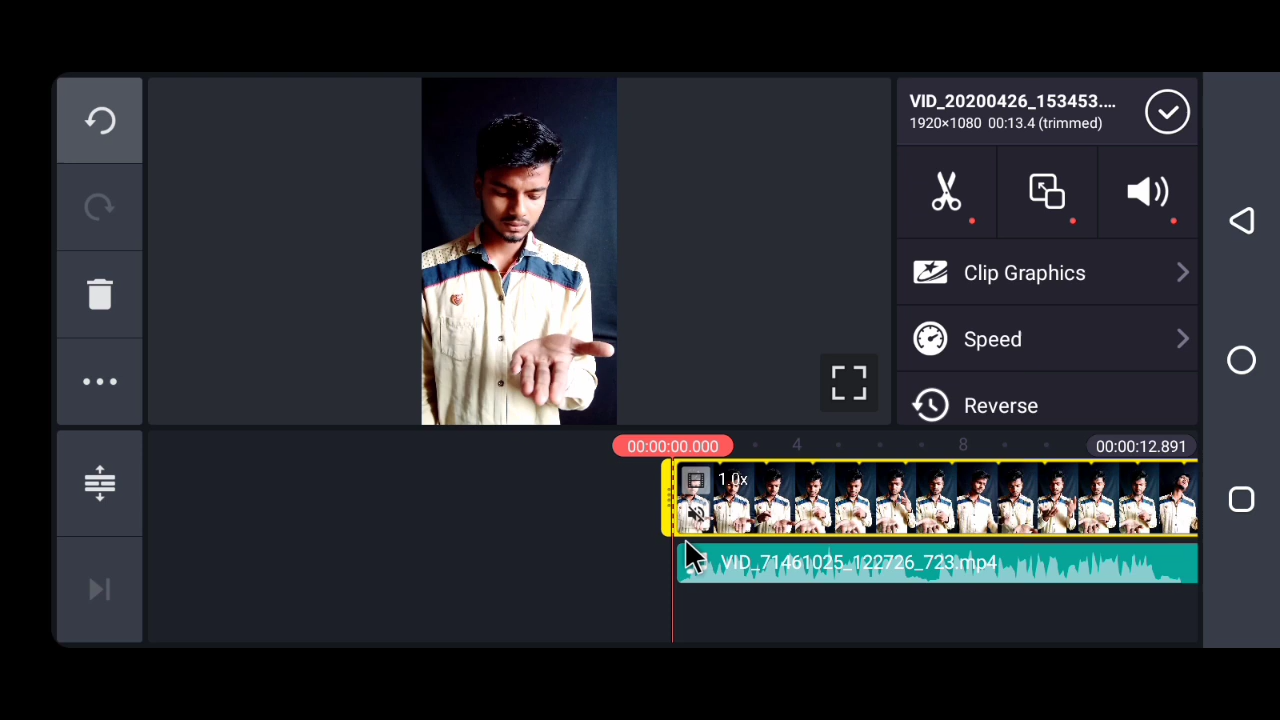 VID_20200426_153453....
1920×1080 00:13.4 (trimmed)
Clip Graphics
Speed
Reverse
00:00:00.000
4
8
00:00:12.891
1.0x
VID_71461025_122726_723.mp4